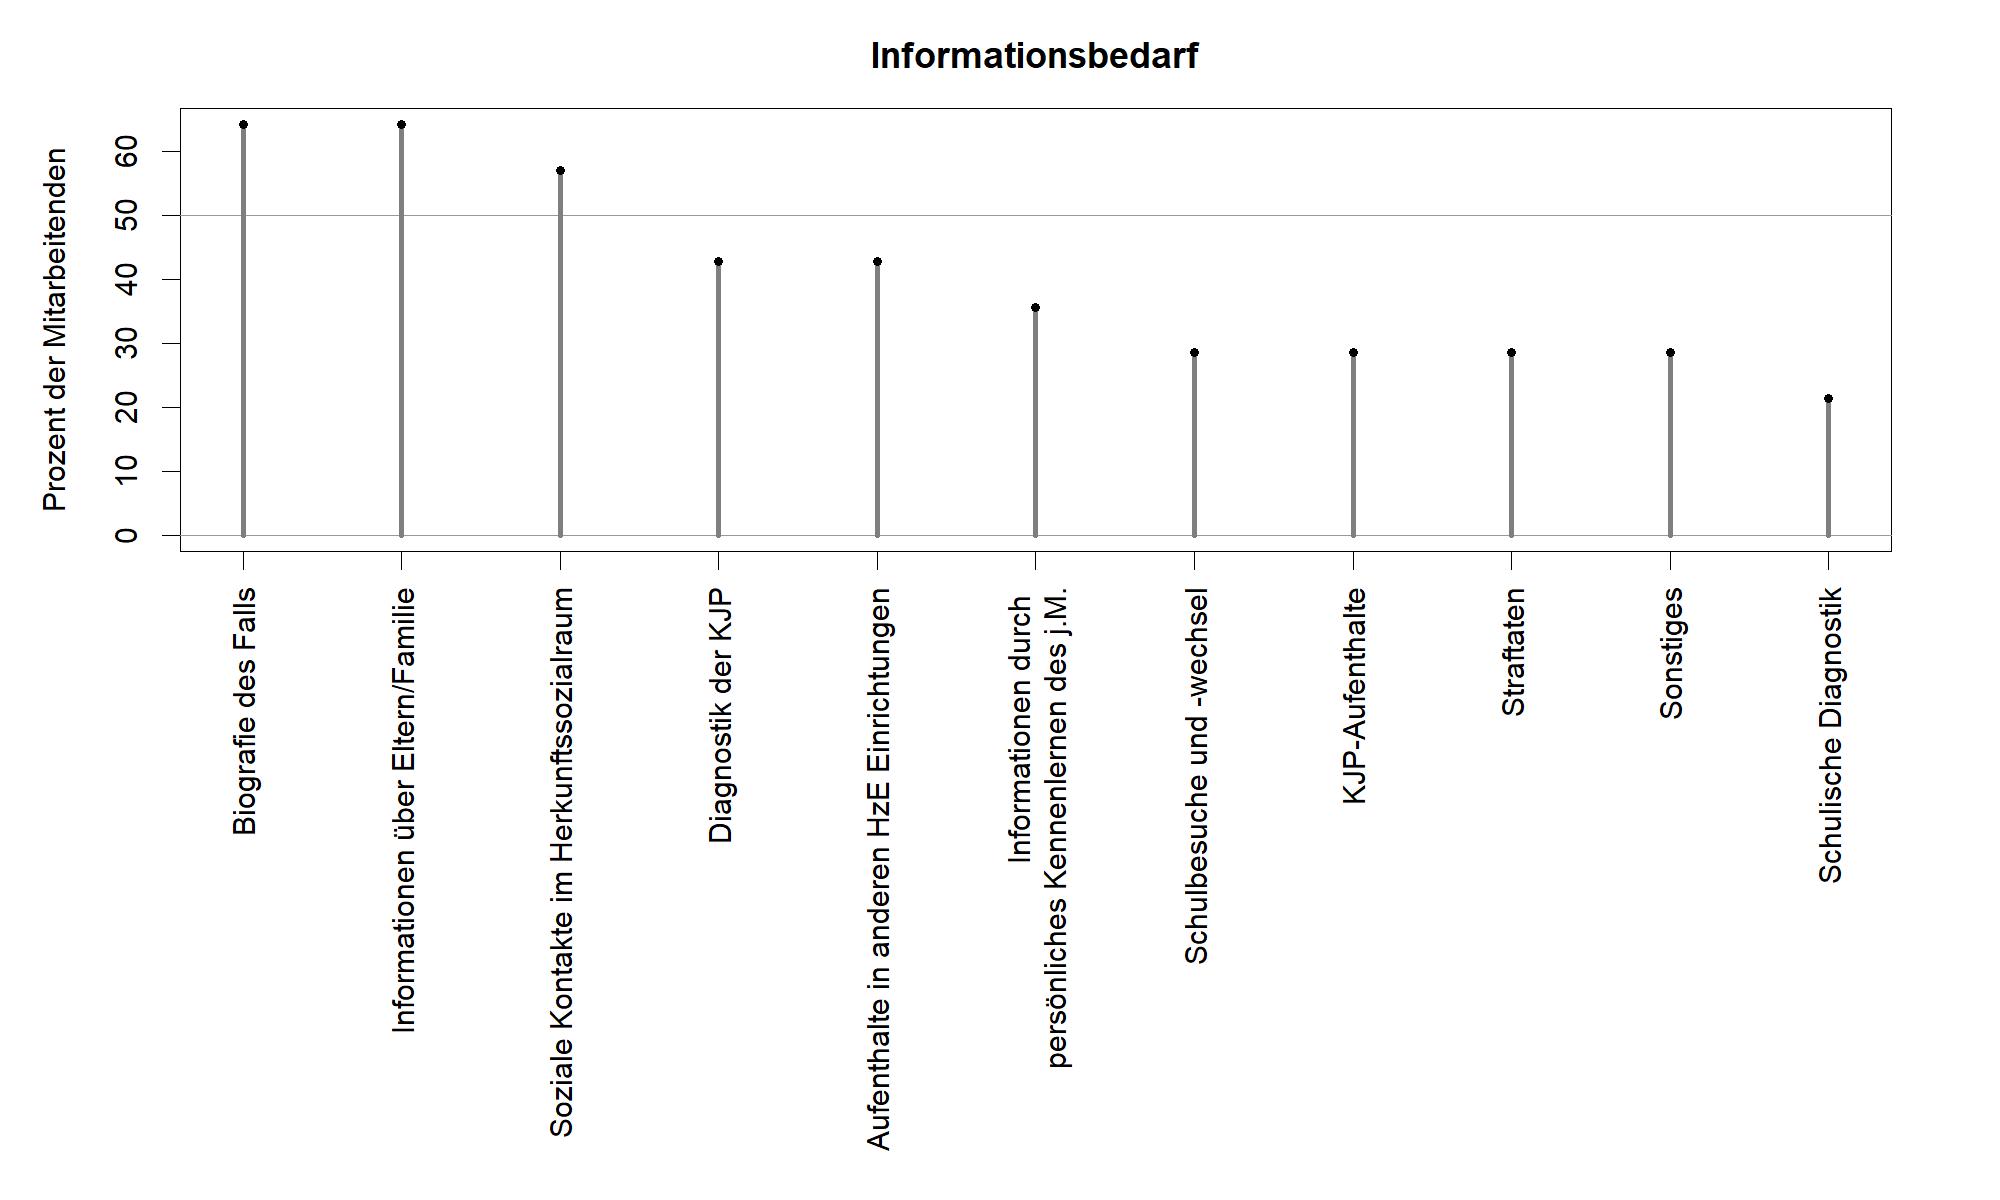 Informationsbedarf
Prozent der Mitarbeitenden
60
50
40
30
20
10
0
Biografie des Falls
Informationen über Eltern/Familie
Soziale Kontakte im Herkunftssozialraum
Diagnostik der KJP
Aufenthalte in anderen HzE Einrichtungen
Informationen durch
persönliches Kennenlernen des j.M.
Schulbesuche und -wechsel
KJP-Aufenthalte
Straftaten
Sonstiges
Schulische Diagnostik